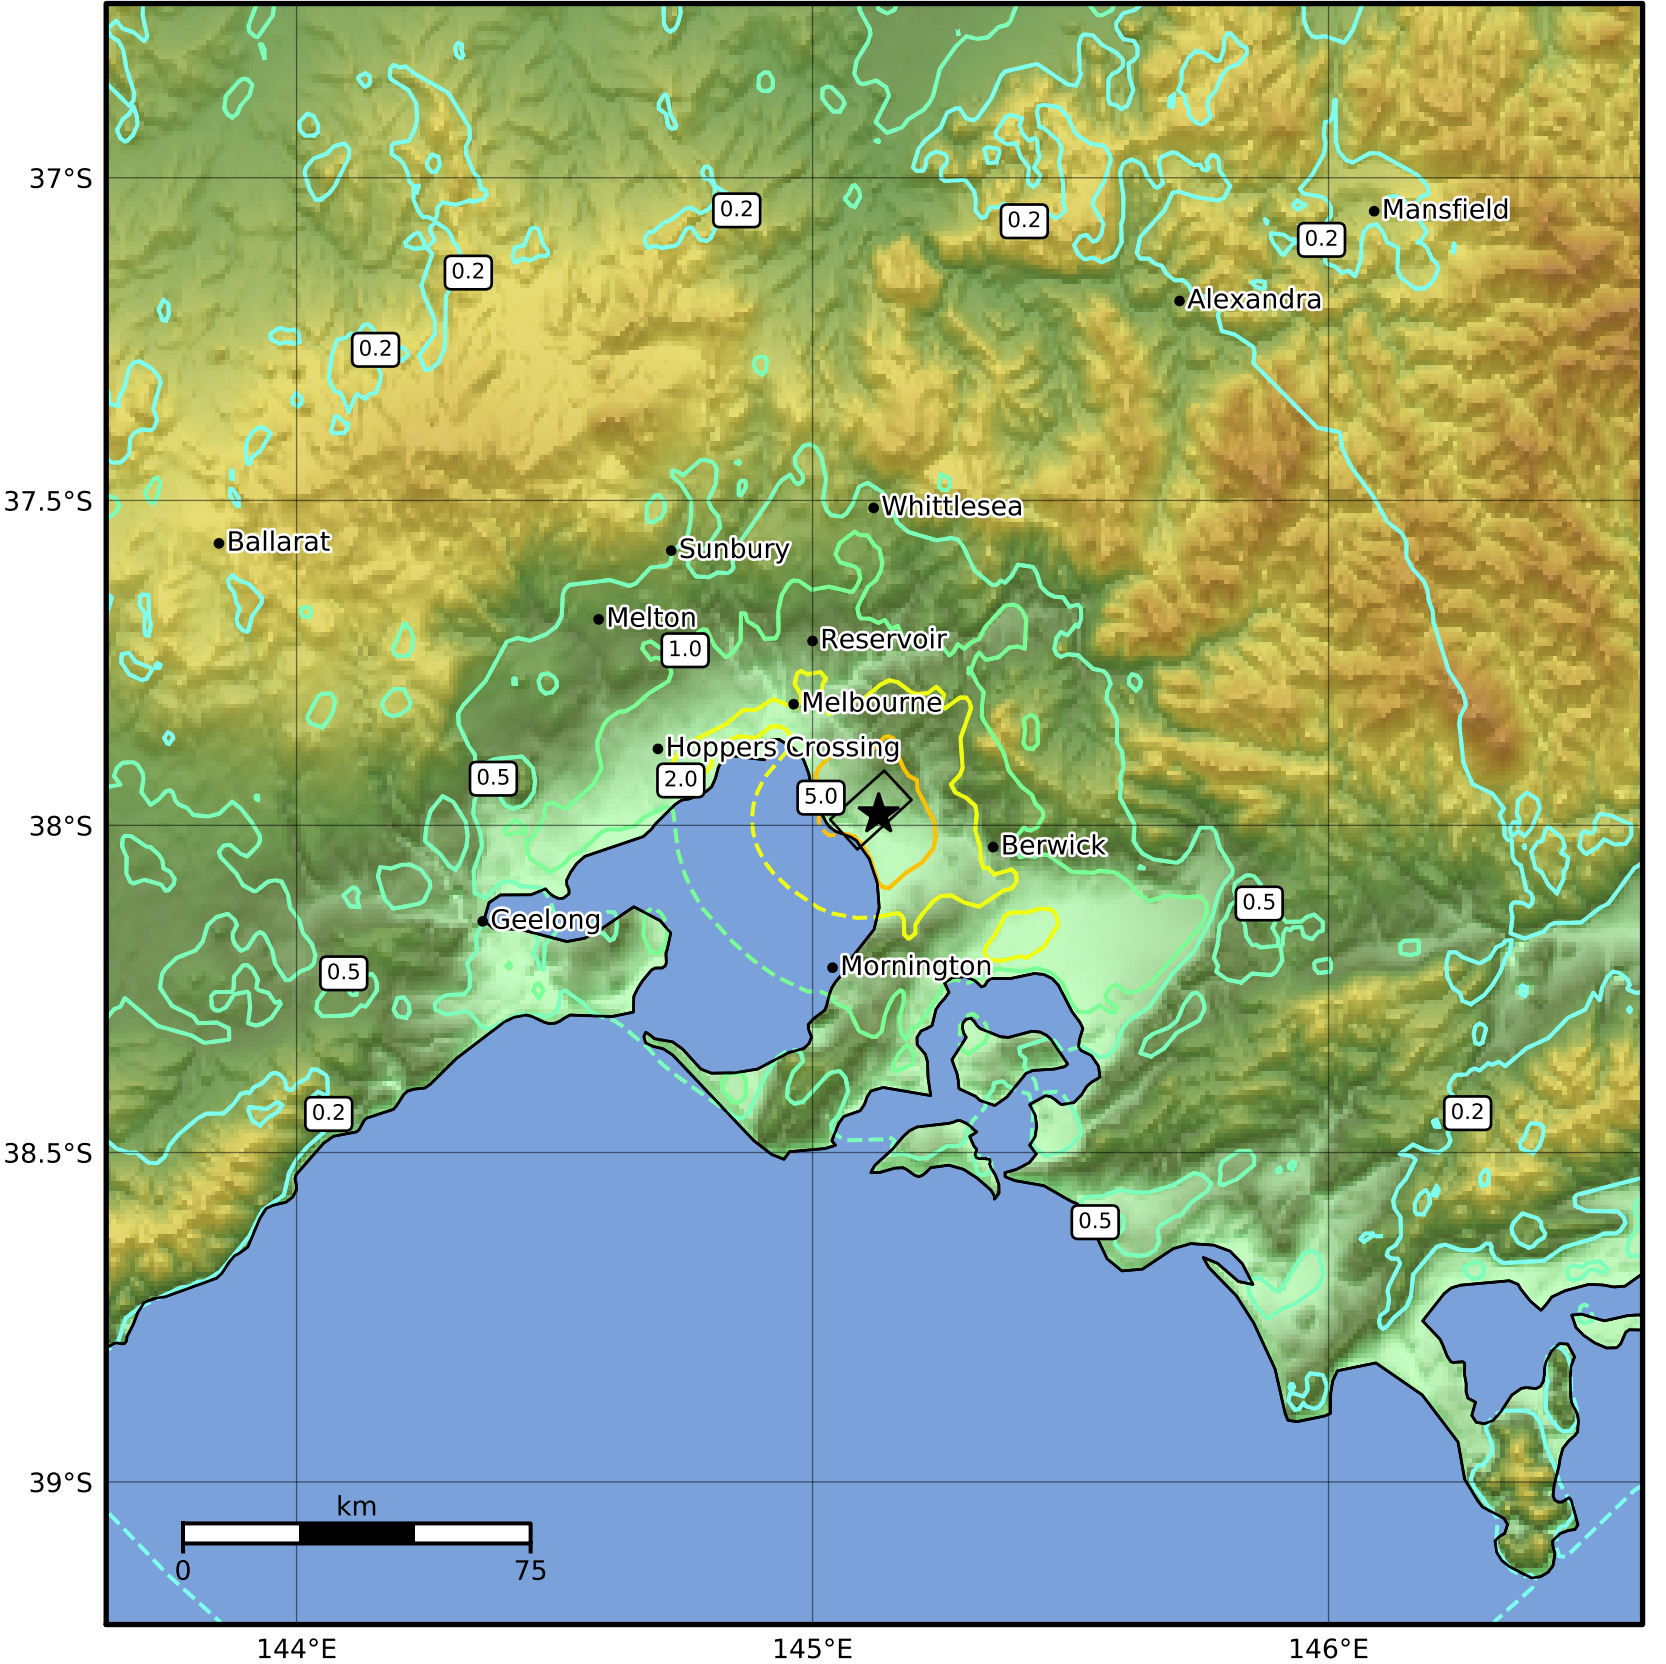 0.2
37°S
0.2
Mansfield
0.2
0.2
Alexandra
0.2
37.5°S
Whittlesea
Ballarat
Sunbury
Melton
Reservoir
1.0
Melbourne
Hoppers Crossing
0.5
2.0
5.0
38°S
Berwick
0.5
Geelong
Mornington
0.5
0.2
0.2
38.5°S
0.5
39°S
km
0 75
144°E 145°E 146°E